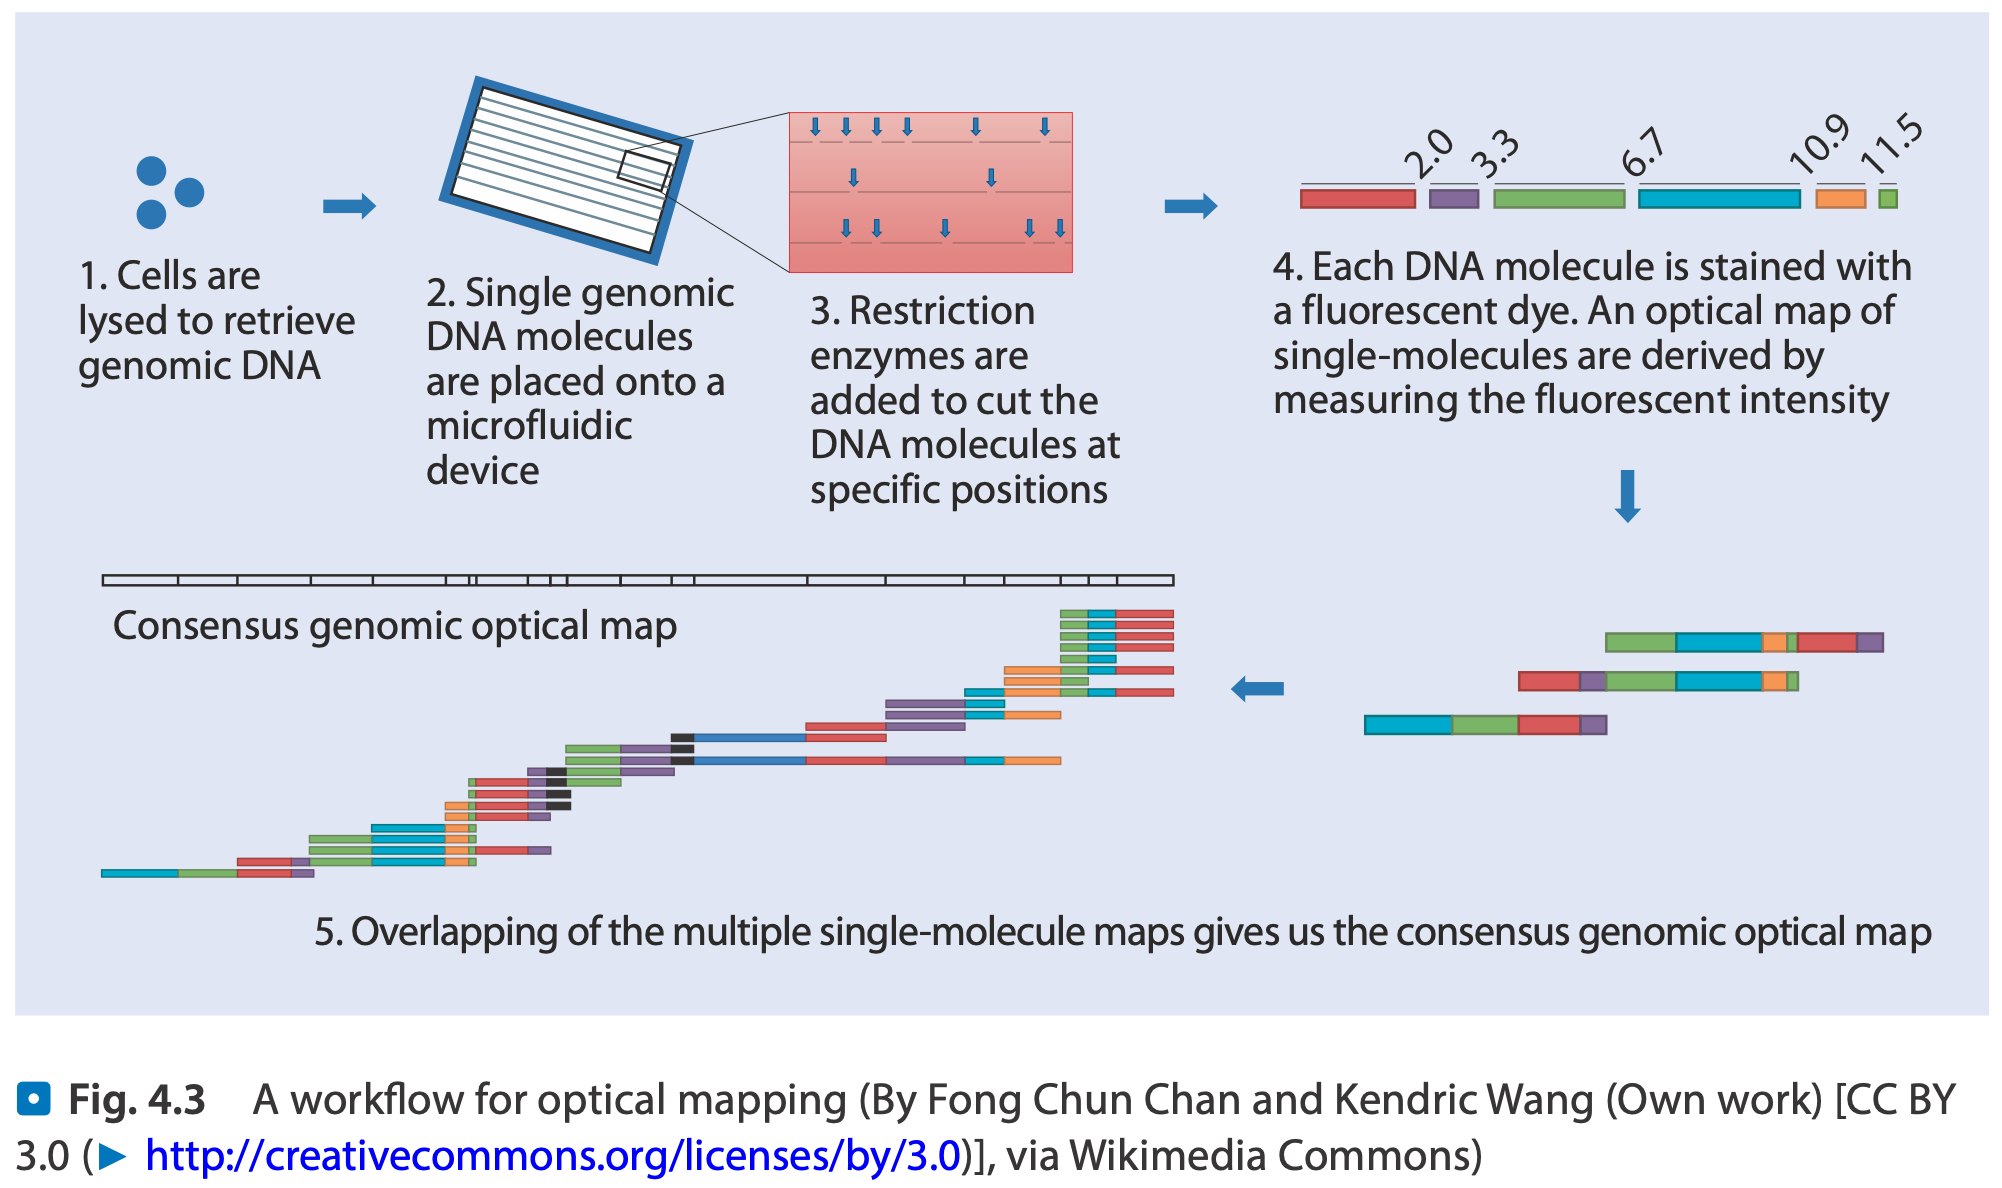 1. Cells are
lysed to retrieve
genomic DNA
2. Single genomic
DNA molecules
are placed onto a
microfluidic
device
3. Restriction
enzymes are
added to cut the
DNA molecules at
specific positions
2.0
3.3
6.7
10.9
11.5
4. Each DNA molecule is stained with
a fluorescent dye. An optical map of
single-molecules are derived by
measuring the fluorescent intensity
Consensus genomic optical map
5. Overlapping of the multiple single-molecule maps gives us the consensus genomic optical map
Fig. 4.3 A workflow for optical mapping (By Fong Chun Chan and Kendric Wang (Own work) [CC BY
3.0 (► http://creativecommons.org/licenses/by/3.0)], via Wikimedia Commons)